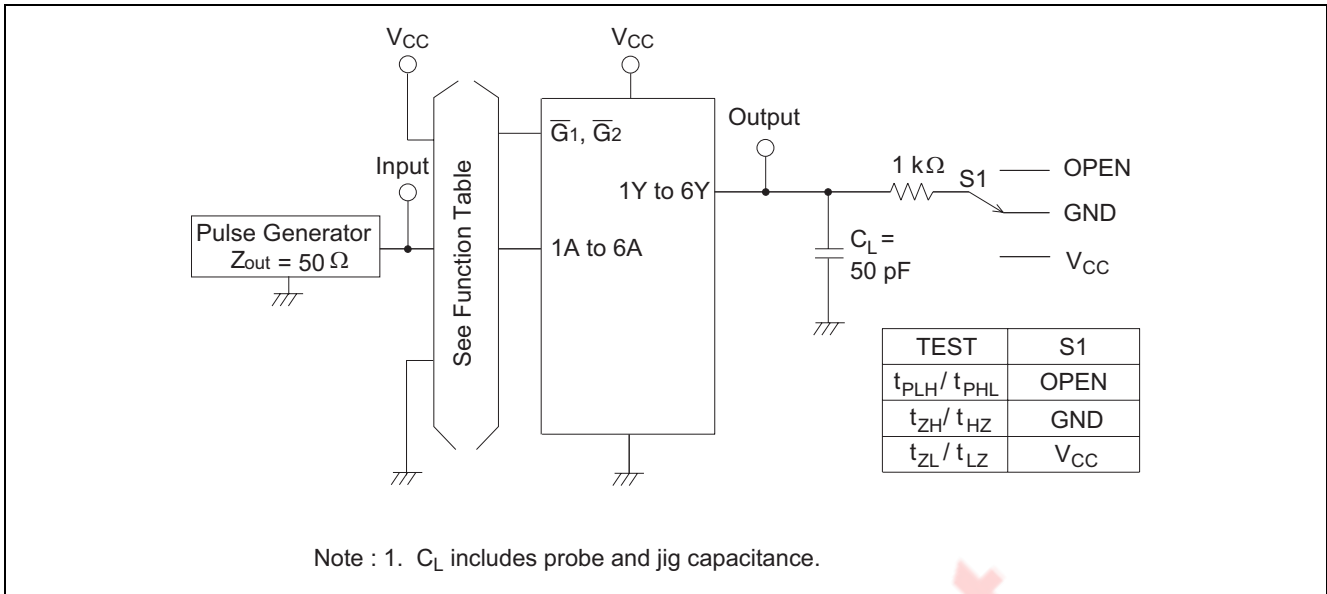 VCC
VCC
Output
Input
G̅1, G̅2
1 kΩ
S1
OPEN
GND
VCC
1Y to 6Y
Pulse Generator
Zout = 50 Ω
See Function Table
1A to 6A
CL =
50 pF
TEST S1
tPLH / tPHL OPEN
tZH / tHZ GND
tZL / tLZ VCC
Note : 1. CL includes probe and jig capacitance.